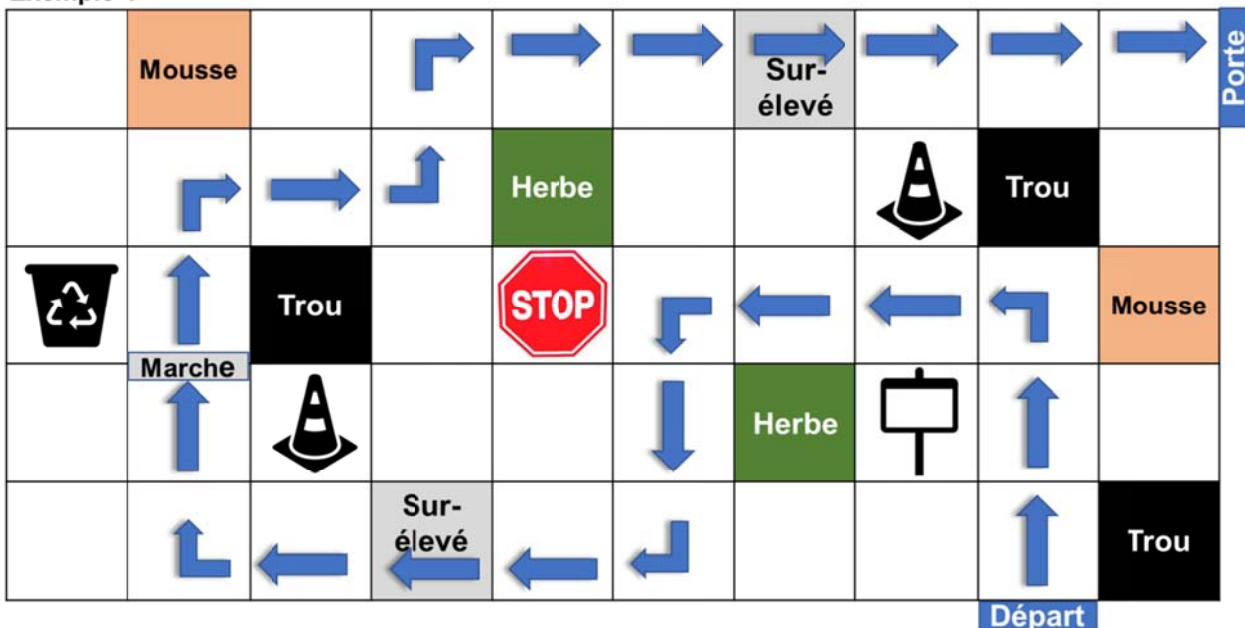 Mousse
Sur-
élevé
Porte
Herbe
Trou
Trou
STOP
Mousse
Marche
Herbe
Sur-
élevé
Trou
Départ